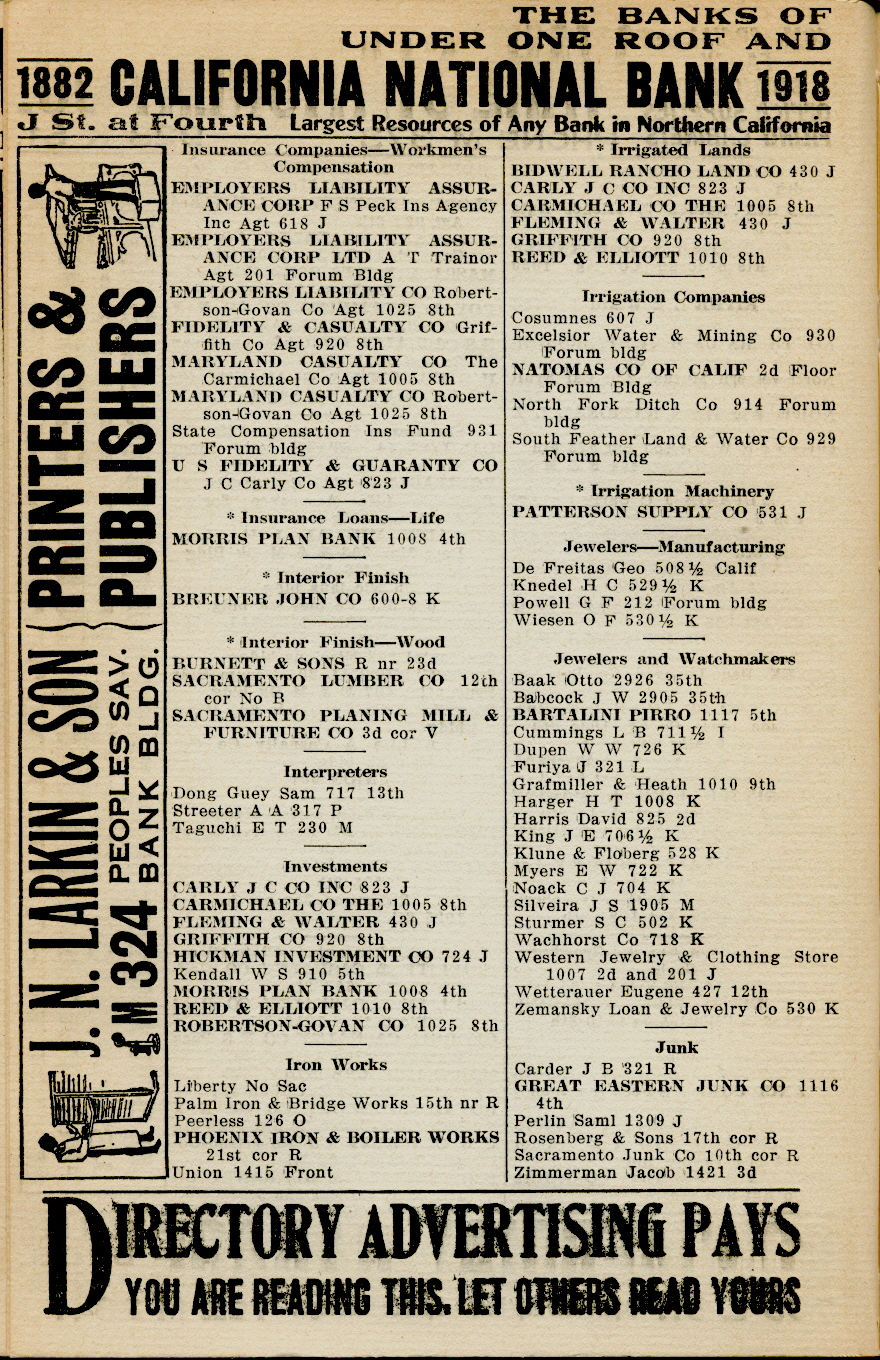 THE BANKS OF
UNDER ONE ROOF AND
1882 CALIFORNIA NATIONAL BANK 1918
J St. at Fourth Largest Resources of Any Bank in Northern California
J. N. LARKIN & SON } PRINTERS &
PUBLISHERS
M 324 PEOPLES SAV.
BANK BLDG.
Insurance Companies—Workmen's
Compensation
EMPLOYERS LIABILITY ASSUR-
ANCE CORP F S Peck Ins Agency
Inc Agt 618 J
EMPLOYERS LIABILITY ASSUR-
ANCE CORP LTD A T Trainor
Agt 201 Forum Bldg
EMPLOYERS LIABILITY CO Robert-
son-Govan Co Agt 1025 8th
FIDELITY & CASUALTY CO Grif-
fith Co Agt 920 8th
MARYLAND CASUALTY CO The
Carmichael Co Agt 1005 8th
MARYLAND CASUALTY CO Robert-
son-Govan Co Agt 1025 8th
State Compensation Ins Fund 931
Forum bldg
U S FIDELITY & GUARANTY CO
J C Carly Co Agt 823 J
* Insurance Loans—Life
MORRIS PLAN BANK 1008 4th
* Interior Finish
BREUNER JOHN CO 600-8 K
* Interior Finish—Wood
BURNETT & SONS R nr 23d
SACRAMENTO LUMBER CO 12th
cor No B
SACRAMENTO PLANING MILL &
FURNITURE CO 3d cor V
Interpreters
Dong Guey Sam 717 13th
Streeter A A 317 P
Taguchi E T 230 M
Investments
CARLY J C CO INC 823 J
CARMICHAEL CO THE 1005 8th
FLEMING & WALTER 430 J
GRIFFITH CO 920 8th
HICKMAN INVESTMENT CO 724 J
Kendall W S 910 5th
MORRIS PLAN BANK 1008 4th
REED & ELLIOTT 1010 8th
ROBERTSON-GOVAN CO 1025 8th
Iron Works
Liberty No Sac
Palm Iron & Bridge Works 15th nr R
Peerless 126 O
PHOENIX IRON & BOILER WORKS
21st cor R
Union 1415 Front
* Irrigated Lands
BIDWELL RANCHO LAND CO 430 J
CARLY J C CO INC 823 J
CARMICHAEL CO THE 1005 8th
FLEMING & WALTER 430 J
GRIFFITH CO 920 8th
REED & ELLIOTT 1010 8th
Irrigation Companies
Cosumnes 607 J
Excelsior Water & Mining Co 930
Forum bldg
NATOMAS CO OF CALIF 2d Floor
Forum Bldg
North Fork Ditch Co 914 Forum
bldg
South Feather Land & Water Co 929
Forum bldg
* Irrigation Machinery
PATTERSON SUPPLY CO 531 J
Jewelers—Manufacturing
De Freitas Geo 508½ Calif
Knedel H C 529½ K
Powell G F 212 Forum bldg
Wiesen O F 530½ K
Jewelers and Watchmakers
Baak Otto 2926 35th
Babcock J W 2905 35th
BARTALINI PIRRO 1117 5th
Cummings L B 711½ I
Dupen W W 726 K
Furiya J 321 L
Grafmiller & Heath 1010 9th
Harger H T 1008 K
Harris David 825 2d
King J E 706½ K
Klune & Floberg 528 K
Myers E W 722 K
Noack C J 704 K
Silveira J S 1905 M
Sturmer S C 502 K
Wachhorst Co 718 K
Western Jewelry & Clothing Store
1007 2d and 201 J
Wetterauer Eugene 427 12th
Zemansky Loan & Jewelry Co 530 K
Junk
Carder J B 321 R
GREAT EASTERN JUNK CO 1116
4th
Perlin Saml 1309 J
Rosenberg & Sons 17th cor R
Sacramento Junk Co 10th cor R
Zimmerman Jacob 1421 3d
DIRECTORY ADVERTISING PAYS
YOU ARE READING THIS. LET OTHERS READ YOURS